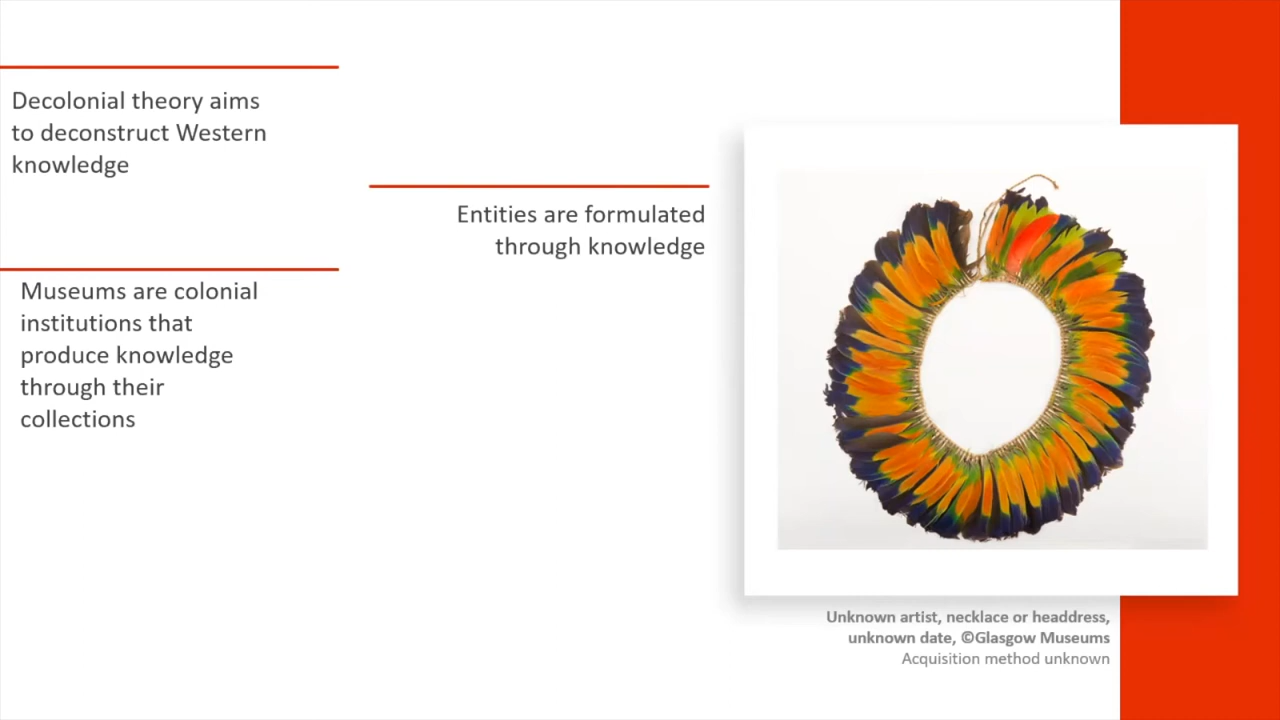 Decolonial theory aims
to deconstruct Western
knowledge
Entities are formulated
through knowledge
Museums are colonial
institutions that
produce knowledge
through their
collections
Unknown artist, necklace or headdress,
unknown date, ©Glasgow Museums
Acquisition method unknown